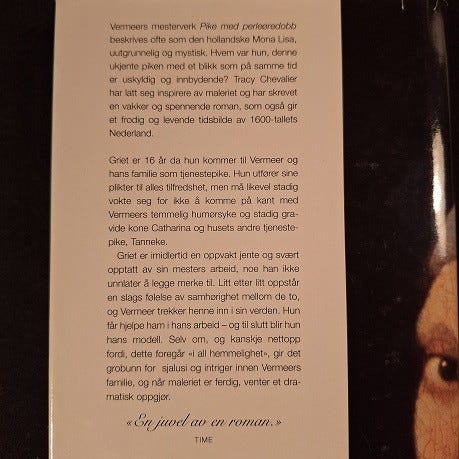 Vermeers mesterverk Pike med perleøredobb
beskrives ofte som den hollandske Mona Lisa,
uutgrunnelig og mystisk. Hvem var hun, denne
ukjente piken med et blikk som på samme tid
er uskyldig og innbydende? Tracy Chevalier
har latt seg inspirere av maleriet og har skrevet
en vakker og spennende roman, som også gir
et frodig og levende tidsbilde av 1600-tallets
Nederland.
Griet er 16 år da hun kommer til Vermeer og
hans familie som tjenestepike. Hun utfører sine
plikter til alles tilfredshet, men må likevel stadig
vokte seg for ikke å komme på kant med
Vermeers temmelig humørsyke og stadig gra-
vide kone Catharina og husets andre tjeneste-
pike, Tanneke.
Griet er imidlertid en oppvakt jente og svært
opptatt av sin mesters arbeid, noe han ikke
unnlater å legge merke til. Litt etter litt oppstår
en slags følelse av samhørighet mellom de to,
og Vermeer trekker henne inn i sin verden. Hun
får hjelpe ham i hans arbeid – og til slutt blir hun
hans modell. Selv om, og kanskje nettopp
fordi, dette foregår «i all hemmelighet», gir det
grobunn for sjalusi og intriger innen Vermeers
familie, og når maleriet er ferdig, venter et dra-
matisk oppgjør.
«En juvel av en roman.»
TIME